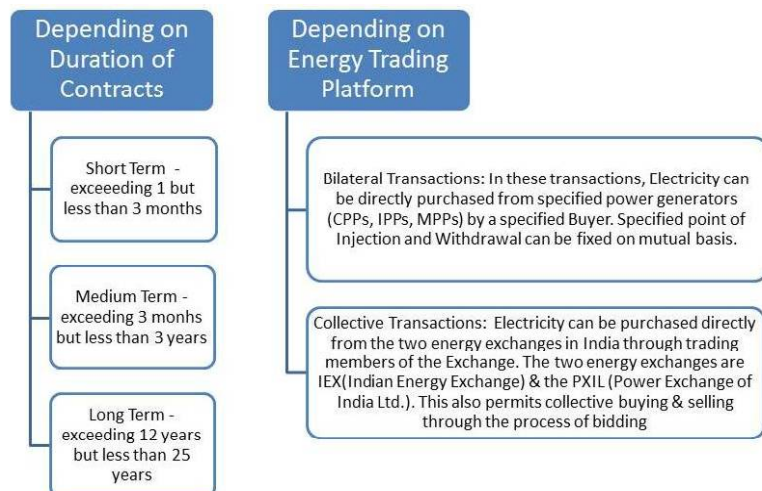 Depending on
Duration of
Contracts
Short Term -
exceeeding 1 but
less than 3 months
Medium Term -
exceeding 3 monhs
but less than 3 years
Long Term -
exceeding 12 years
but less than 25
years
Depending on
Energy Trading
Platform
Bilateral Transactions: In these transactions, Electricity can
be directly purchased from specified power generators
(CPPs, IPPs, MPPs) by a specified Buyer. Specified point of
Injection and Withdrawal can be fixed on mutual basis.
Collective Transactions: Electricity can be purchased directly
from the two energy exchanges in India through trading
members of the Exchange. The two energy exchanges are
IEX(Indian Energy Exchange) & the PXIL (Power Exchange of
India Ltd.). This also permits collective buying & selling
through the process of bidding